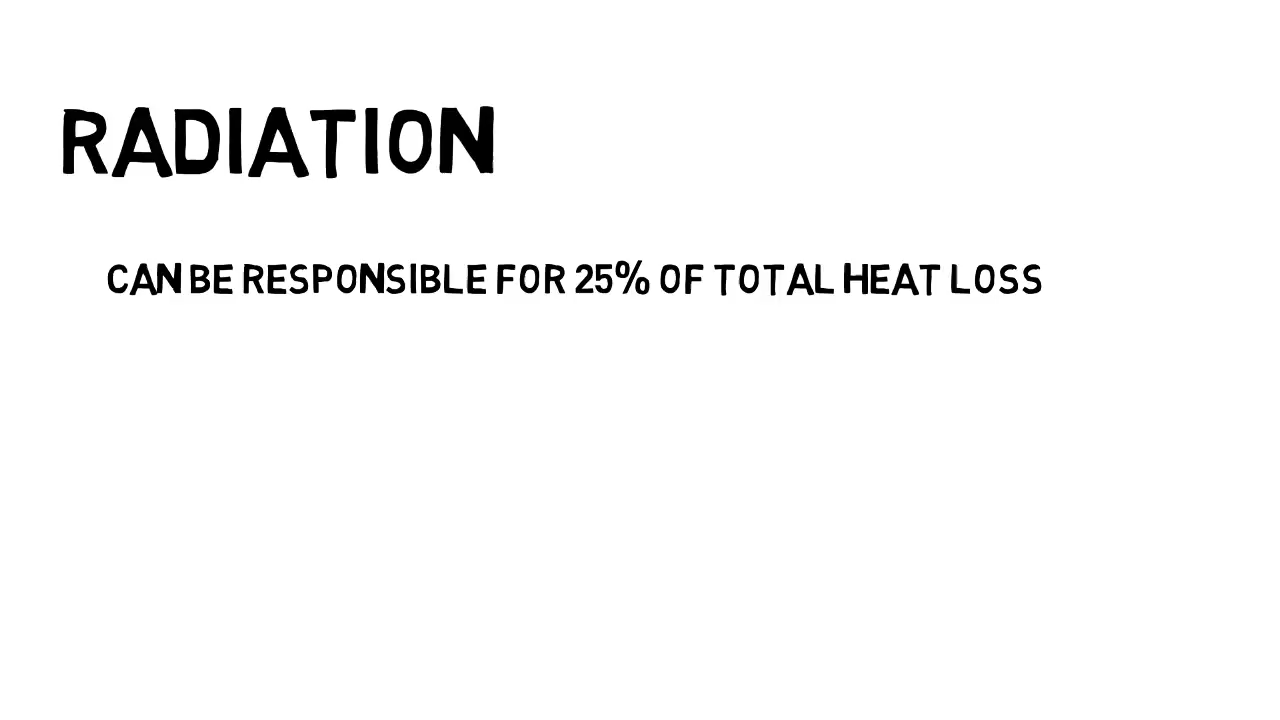 RADIATION
CAN BE RESPONSIBLE FOR 25% OF TOTAL HEAT LOSS